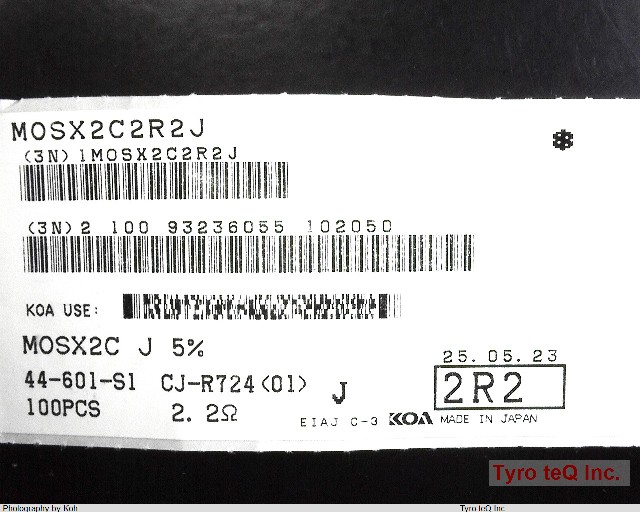 MOSX2C2R2J
*
(3N)1MOSX2C2R2J
(3N)2 100 93236055 102050
KOA USE:
MOSX2C J 5%
25.05.23
44-601-S1 CJ-R724(01) J
2R2
100PCS 2.2Ω
EIAJ C-3 KOA MADE IN JAPAN
Tyro teQ Inc.
Photography by Koh Tyro teQ Inc.